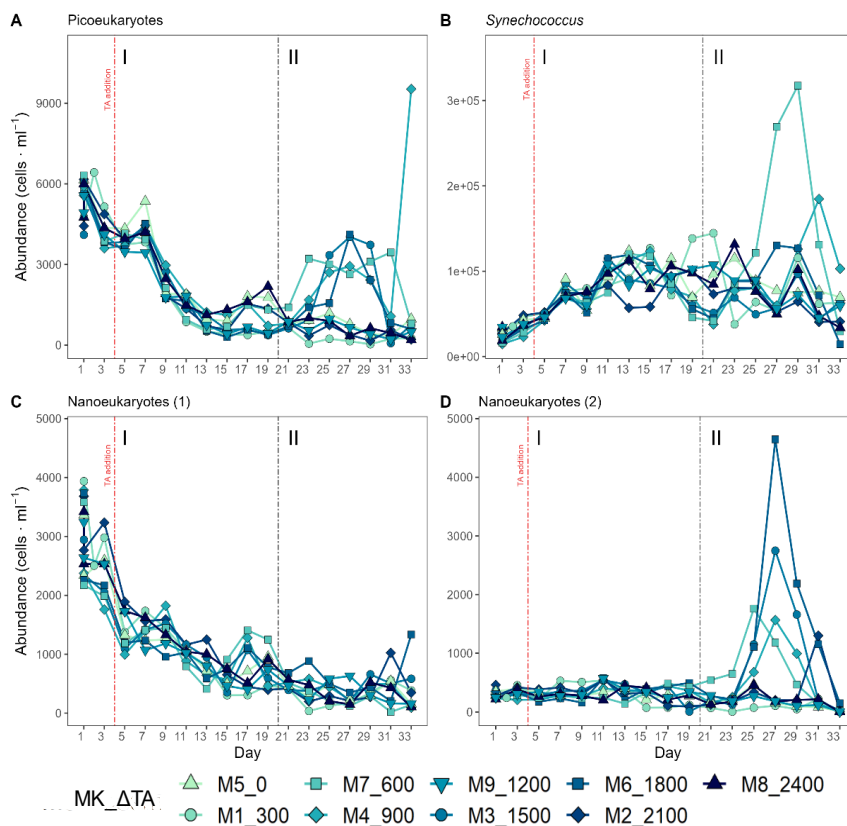 A
Picoeukaryotes
I
II
TA addition
Abundance (cells · ml⁻¹)
9000
6000
3000
0
1 3 5 7 9 11 13 15 17 19 21 23 25 27 29 31 33
B
Synechococcus
I
II
TA addition
3e+05
2e+05
1e+05
0e+00
1 3 5 7 9 11 13 15 17 19 21 23 25 27 29 31 33
C
Nanoeukaryotes (1)
I
II
TA addition
Abundance (cells · ml⁻¹)
5000
4000
3000
2000
1000
0
1 3 5 7 9 11 13 15 17 19 21 23 25 27 29 31 33
Day
D
Nanoeukaryotes (2)
I
II
TA addition
5000
4000
3000
2000
1000
0
1 3 5 7 9 11 13 15 17 19 21 23 25 27 29 31 33
Day
MK_ΔTA
M5_0 M7_600 M9_1200 M6_1800 M8_2400
M1_300 M4_900 M3_1500 M2_2100